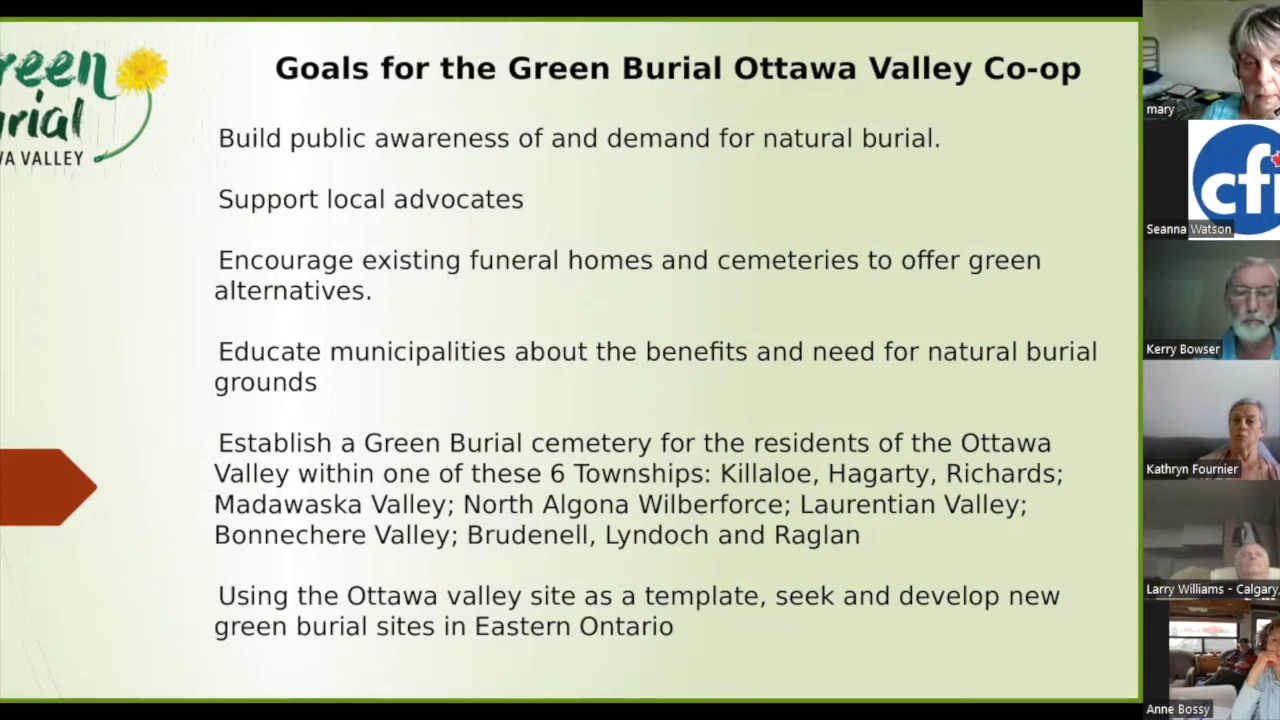 reen
urial
WA VALLEY
Goals for the Green Burial Ottawa Valley Co-op
Build public awareness of and demand for natural burial.
Support local advocates
Encourage existing funeral homes and cemeteries to offer green
alternatives.
Educate municipalities about the benefits and need for natural burial
grounds
Establish a Green Burial cemetery for the residents of the Ottawa
Valley within one of these 6 Townships: Killaloe, Hagarty, Richards;
Madawaska Valley; North Algona Wilberforce; Laurentian Valley;
Bonnechere Valley; Brudenell, Lyndoch and Raglan
Using the Ottawa valley site as a template, seek and develop new
green burial sites in Eastern Ontario
mary
cfi
Seanna Watson
Kerry Bowser
Kathryn Fournier
Larry Williams - Calgary,
Anne Bossy